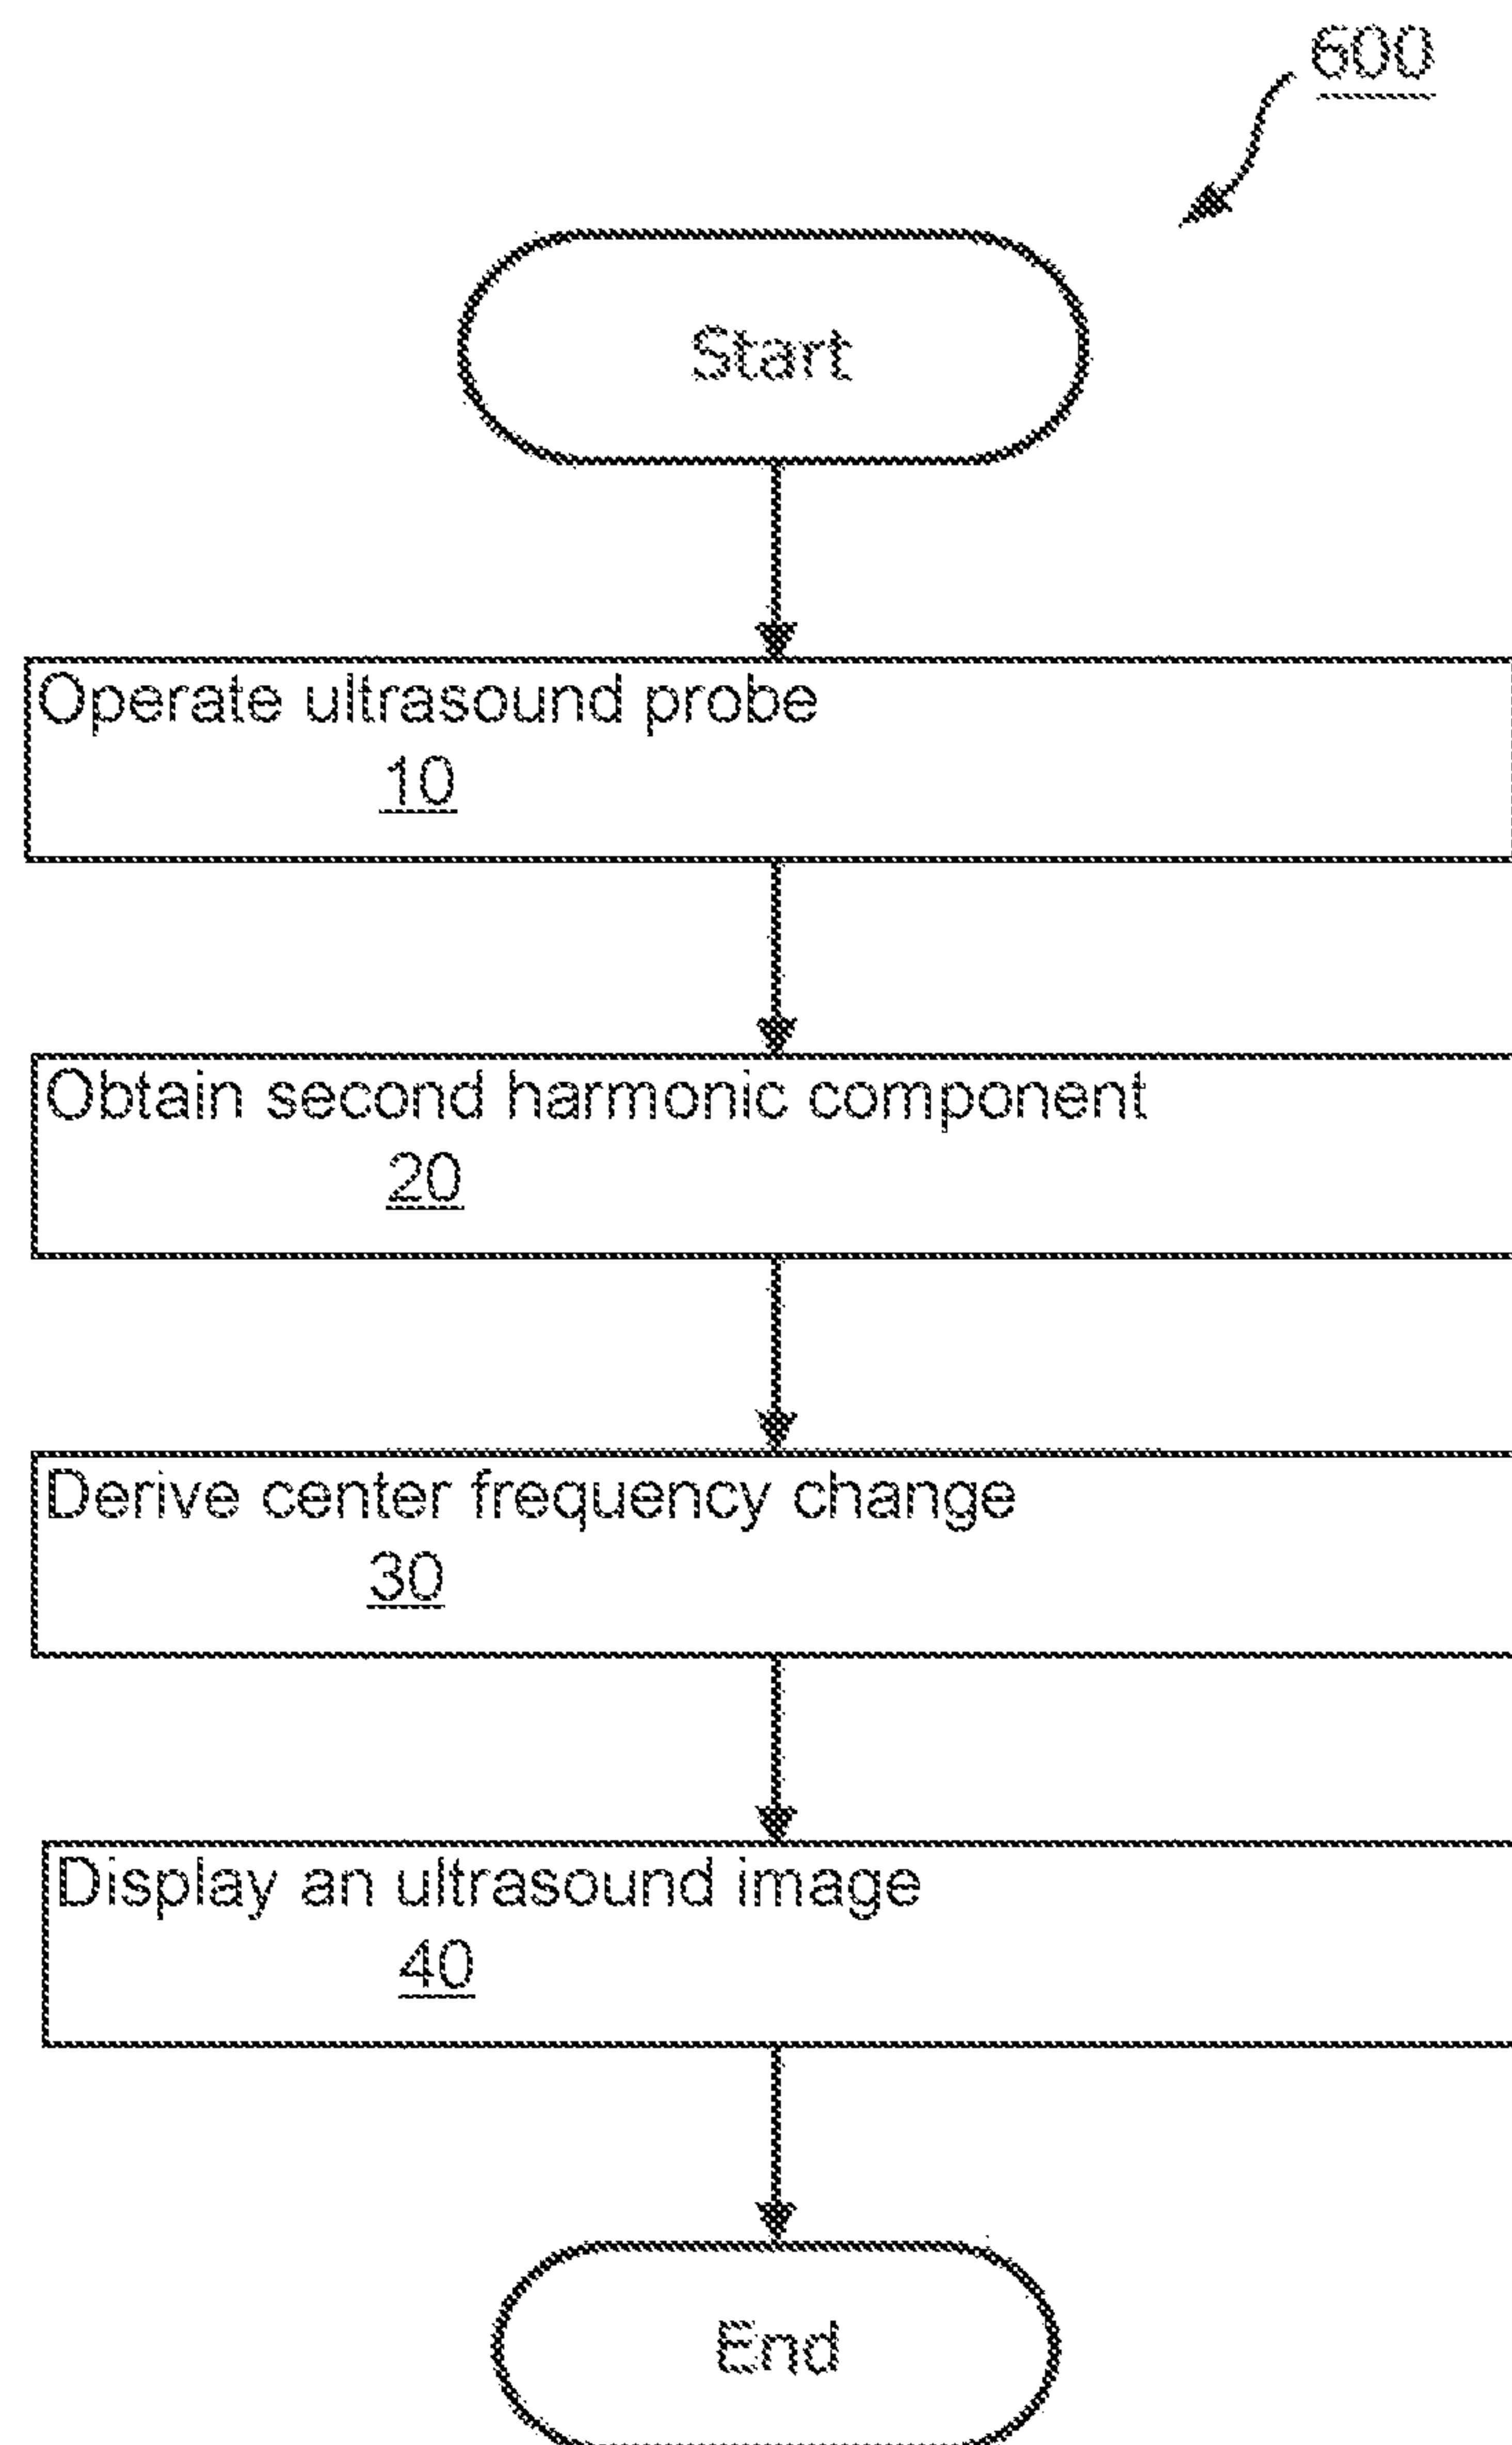 600
Start
Operate ultrasound probe
10
Obtain second harmonic component
20
Derive center frequency change
30
Display an ultrasound image
40
End